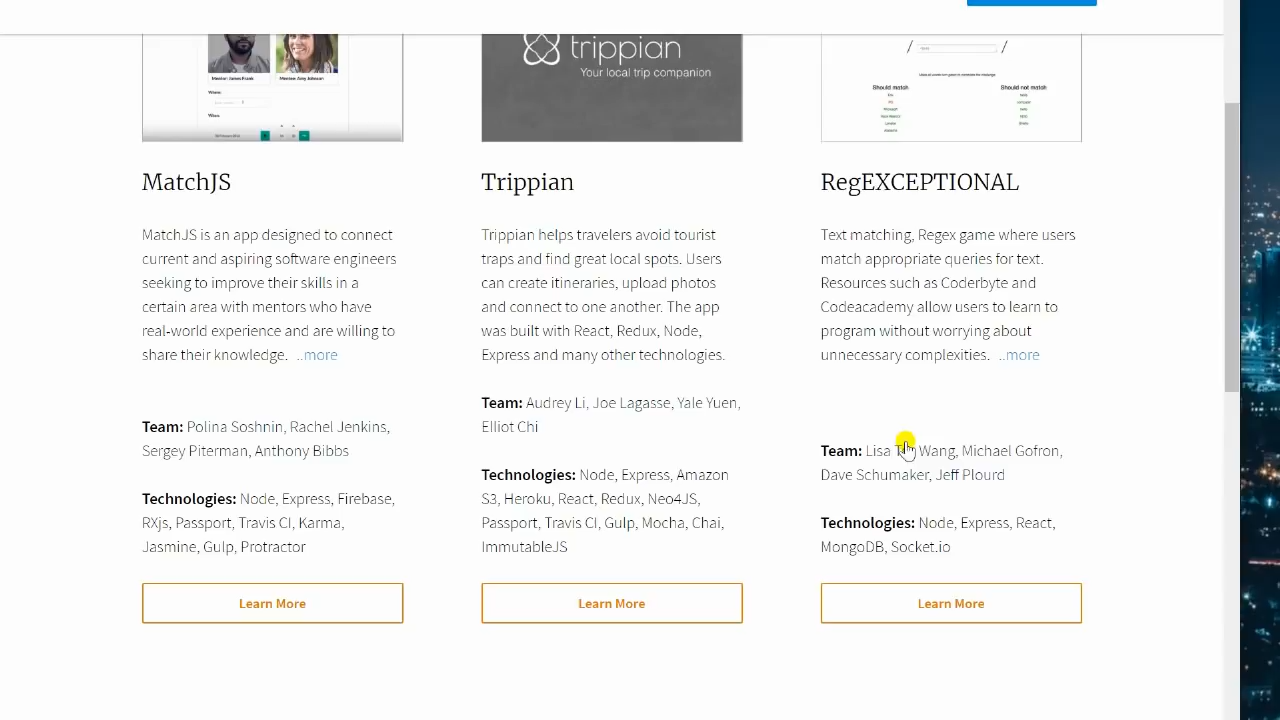 Mentor: James Frank
Mentee: Amy Johnson
Where:
When:
trippian
Your local trip companion
/ /
Should match
Should not match
MatchJS
MatchJS is an app designed to connect
current and aspiring software engineers
seeking to improve their skills in a
certain area with mentors who have
real-world experience and are willing to
share their knowledge. ..more
Team: Polina Soshnin, Rachel Jenkins,
Sergey Piterman, Anthony Bibbs
Technologies: Node, Express, Firebase,
RXjs, Passport, Travis CI, Karma,
Jasmine, Gulp, Protractor
Learn More
Trippian
Trippian helps travelers avoid tourist
traps and find great local spots. Users
can create itineraries, upload photos
and connect to one another. The app
was built with React, Redux, Node,
Express and many other technologies.
Team: Audrey Li, Joe Lagasse, Yale Yuen,
Elliot Chi
Technologies: Node, Express, Amazon
S3, Heroku, React, Redux, Neo4JS,
Passport, Travis CI, Gulp, Mocha, Chai,
ImmutableJS
Learn More
RegEXCEPTIONAL
Text matching, Regex game where users
match appropriate queries for text.
Resources such as Coderbyte and
Codeacademy allow users to learn to
program without worrying about
unnecessary complexities. ..more
Team: Lisa Wang, Michael Gofron,
Dave Schumaker, Jeff Plourd
Technologies: Node, Express, React,
MongoDB, Socket.io
Learn More